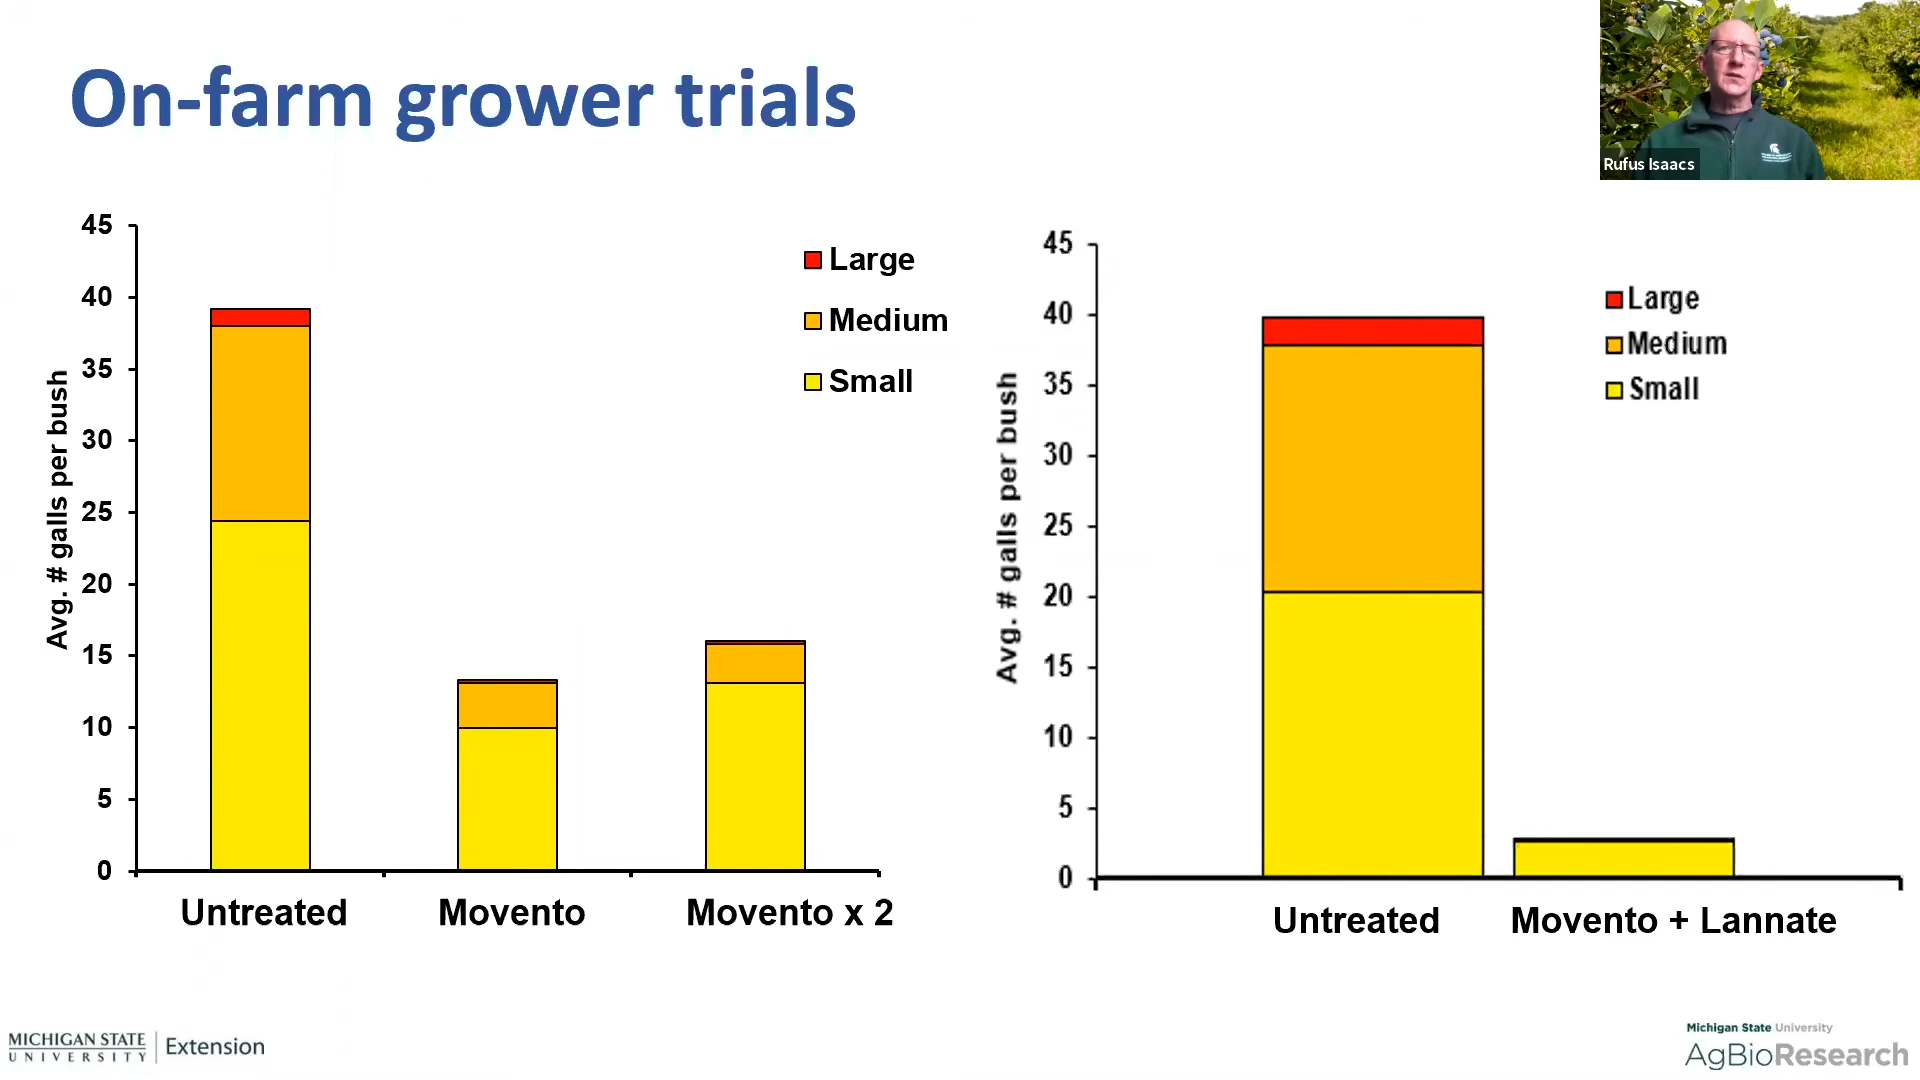 On-farm grower trials
Rufus Isaacs
45
40
35
30
25
20
15
10
5
0
Avg. # galls per bush
Large
Medium
Small
Untreated
Movento
Movento x 2
45
40
35
30
25
20
15
10
5
0
Avg. # galls per bush
Large
Medium
Small
Untreated
Movento + Lannate
MICHIGAN STATE
UNIVERSITY
Extension
Michigan State University
AgBioResearch